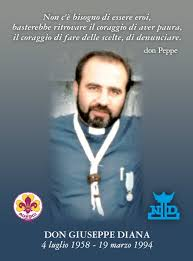 Non c'è bisogno di essere eroi,
basterebbe ritrovare il coraggio di aver paura,
il coraggio di fare delle scelte, di denunciare.
don Peppe
AGESCI
DON GIUSEPPE DIANA
4 luglio 1958 - 19 marzo 1994